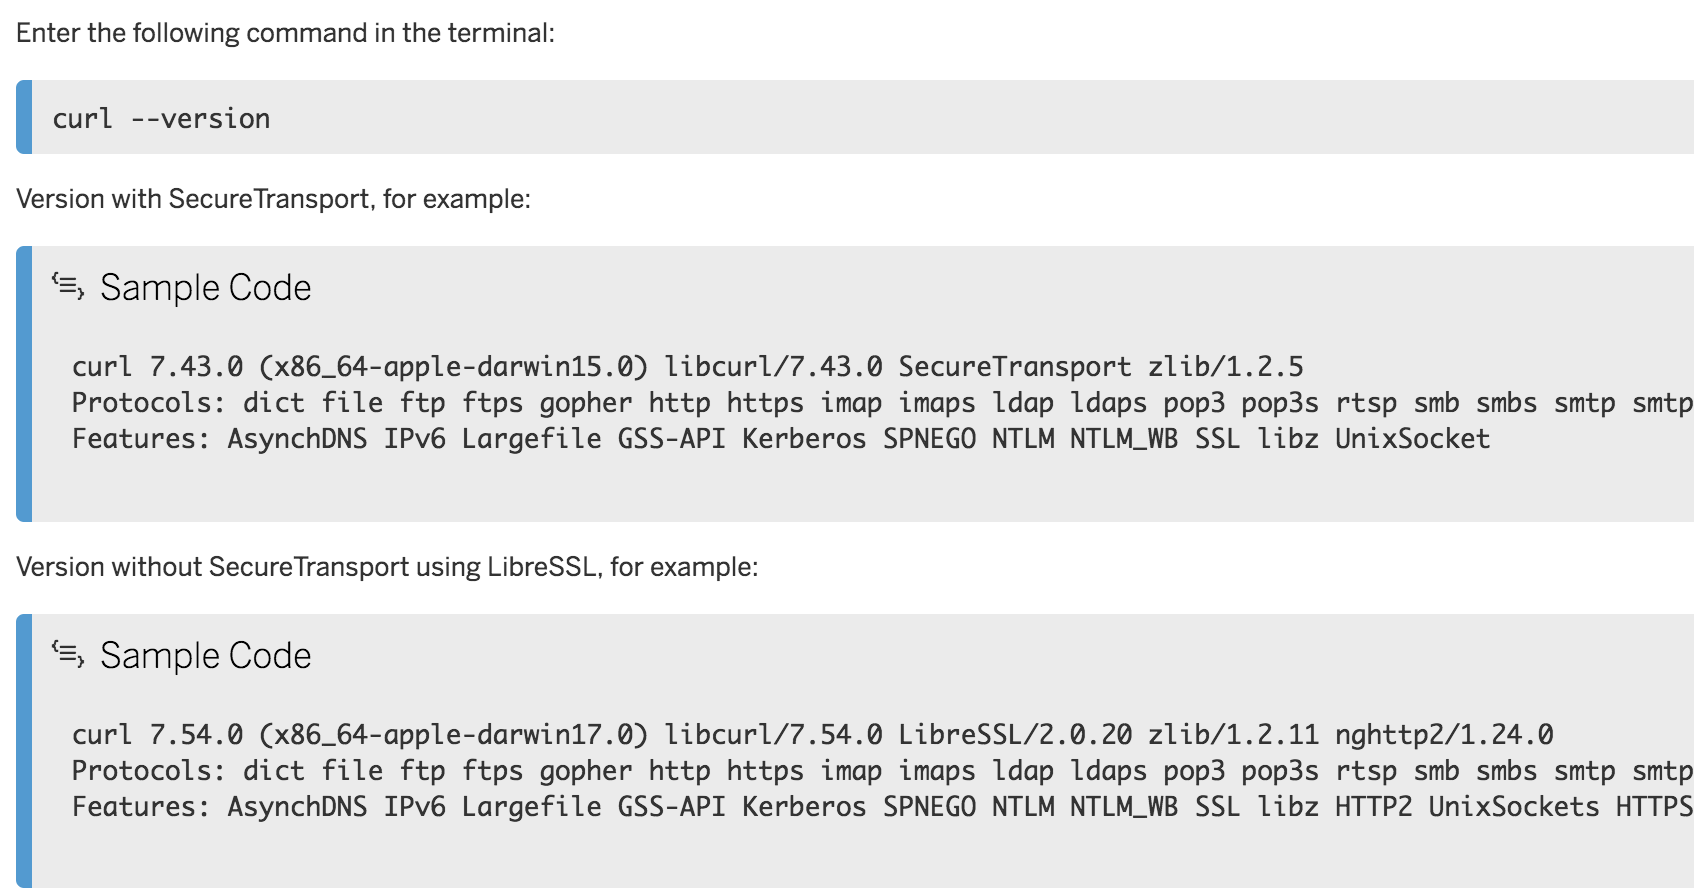 Enter the following command in the terminal:
curl --version
Version with SecureTransport, for example:
Sample Code
curl 7.43.0 (x86_64-apple-darwin15.0) libcurl/7.43.0 SecureTransport zlib/1.2.5
Protocols: dict file ftp ftps gopher http https imap imaps ldap ldaps pop3 pop3s rtsp smb smbs smtp smtp
Features: AsynchDNS IPv6 Largefile GSS-API Kerberos SPNEGO NTLM NTLM_WB SSL libz UnixSocket
Version without SecureTransport using LibreSSL, for example:
Sample Code
curl 7.54.0 (x86_64-apple-darwin17.0) libcurl/7.54.0 LibreSSL/2.0.20 zlib/1.2.11 nghttp2/1.24.0
Protocols: dict file ftp ftps gopher http https imap imaps ldap ldaps pop3 pop3s rtsp smb smbs smtp smtp
Features: AsynchDNS IPv6 Largefile GSS-API Kerberos SPNEGO NTLM NTLM_WB SSL libz HTTP2 UnixSockets HTTPS